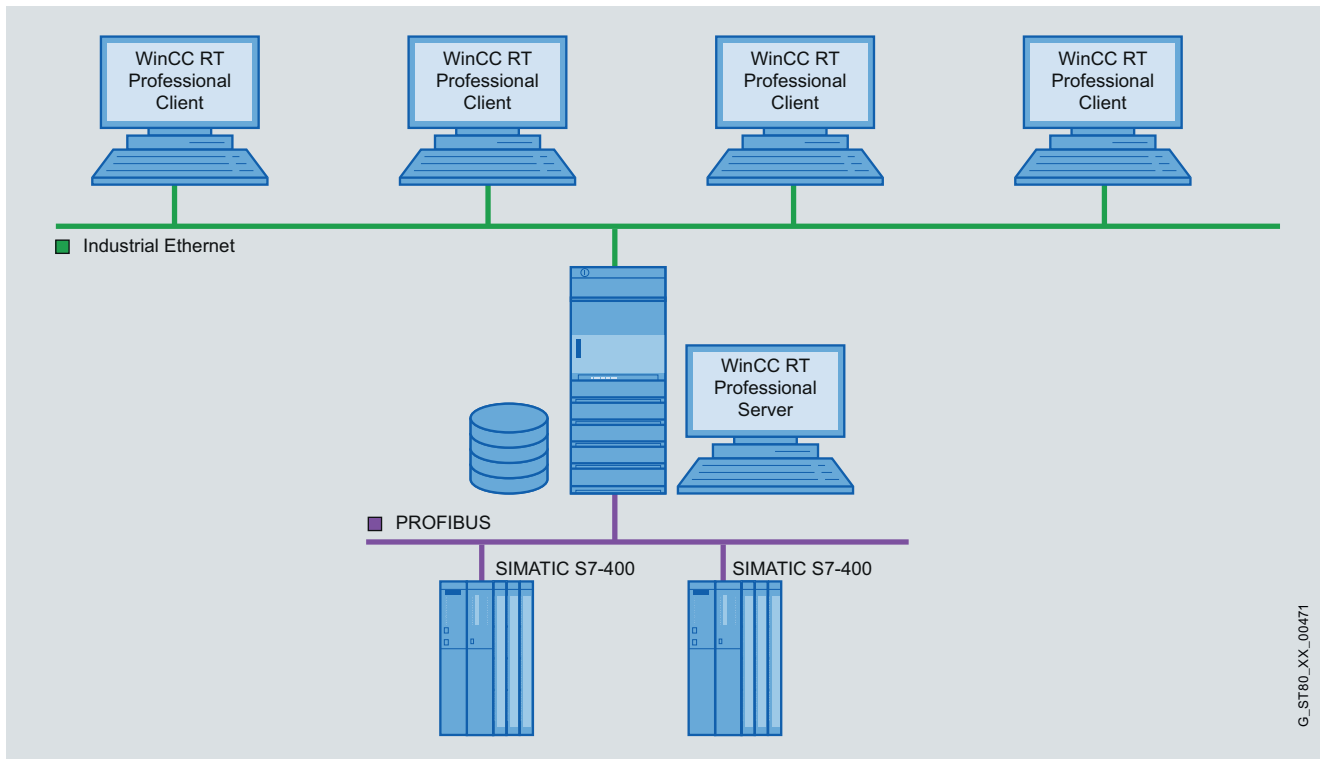 WinCC RT
Professional
Client
WinCC RT
Professional
Client
WinCC RT
Professional
Client
WinCC RT
Professional
Client
Industrial Ethernet
WinCC RT
Professional
Server
PROFIBUS
SIMATIC S7-400
SIMATIC S7-400
G_ST80_XX_00471